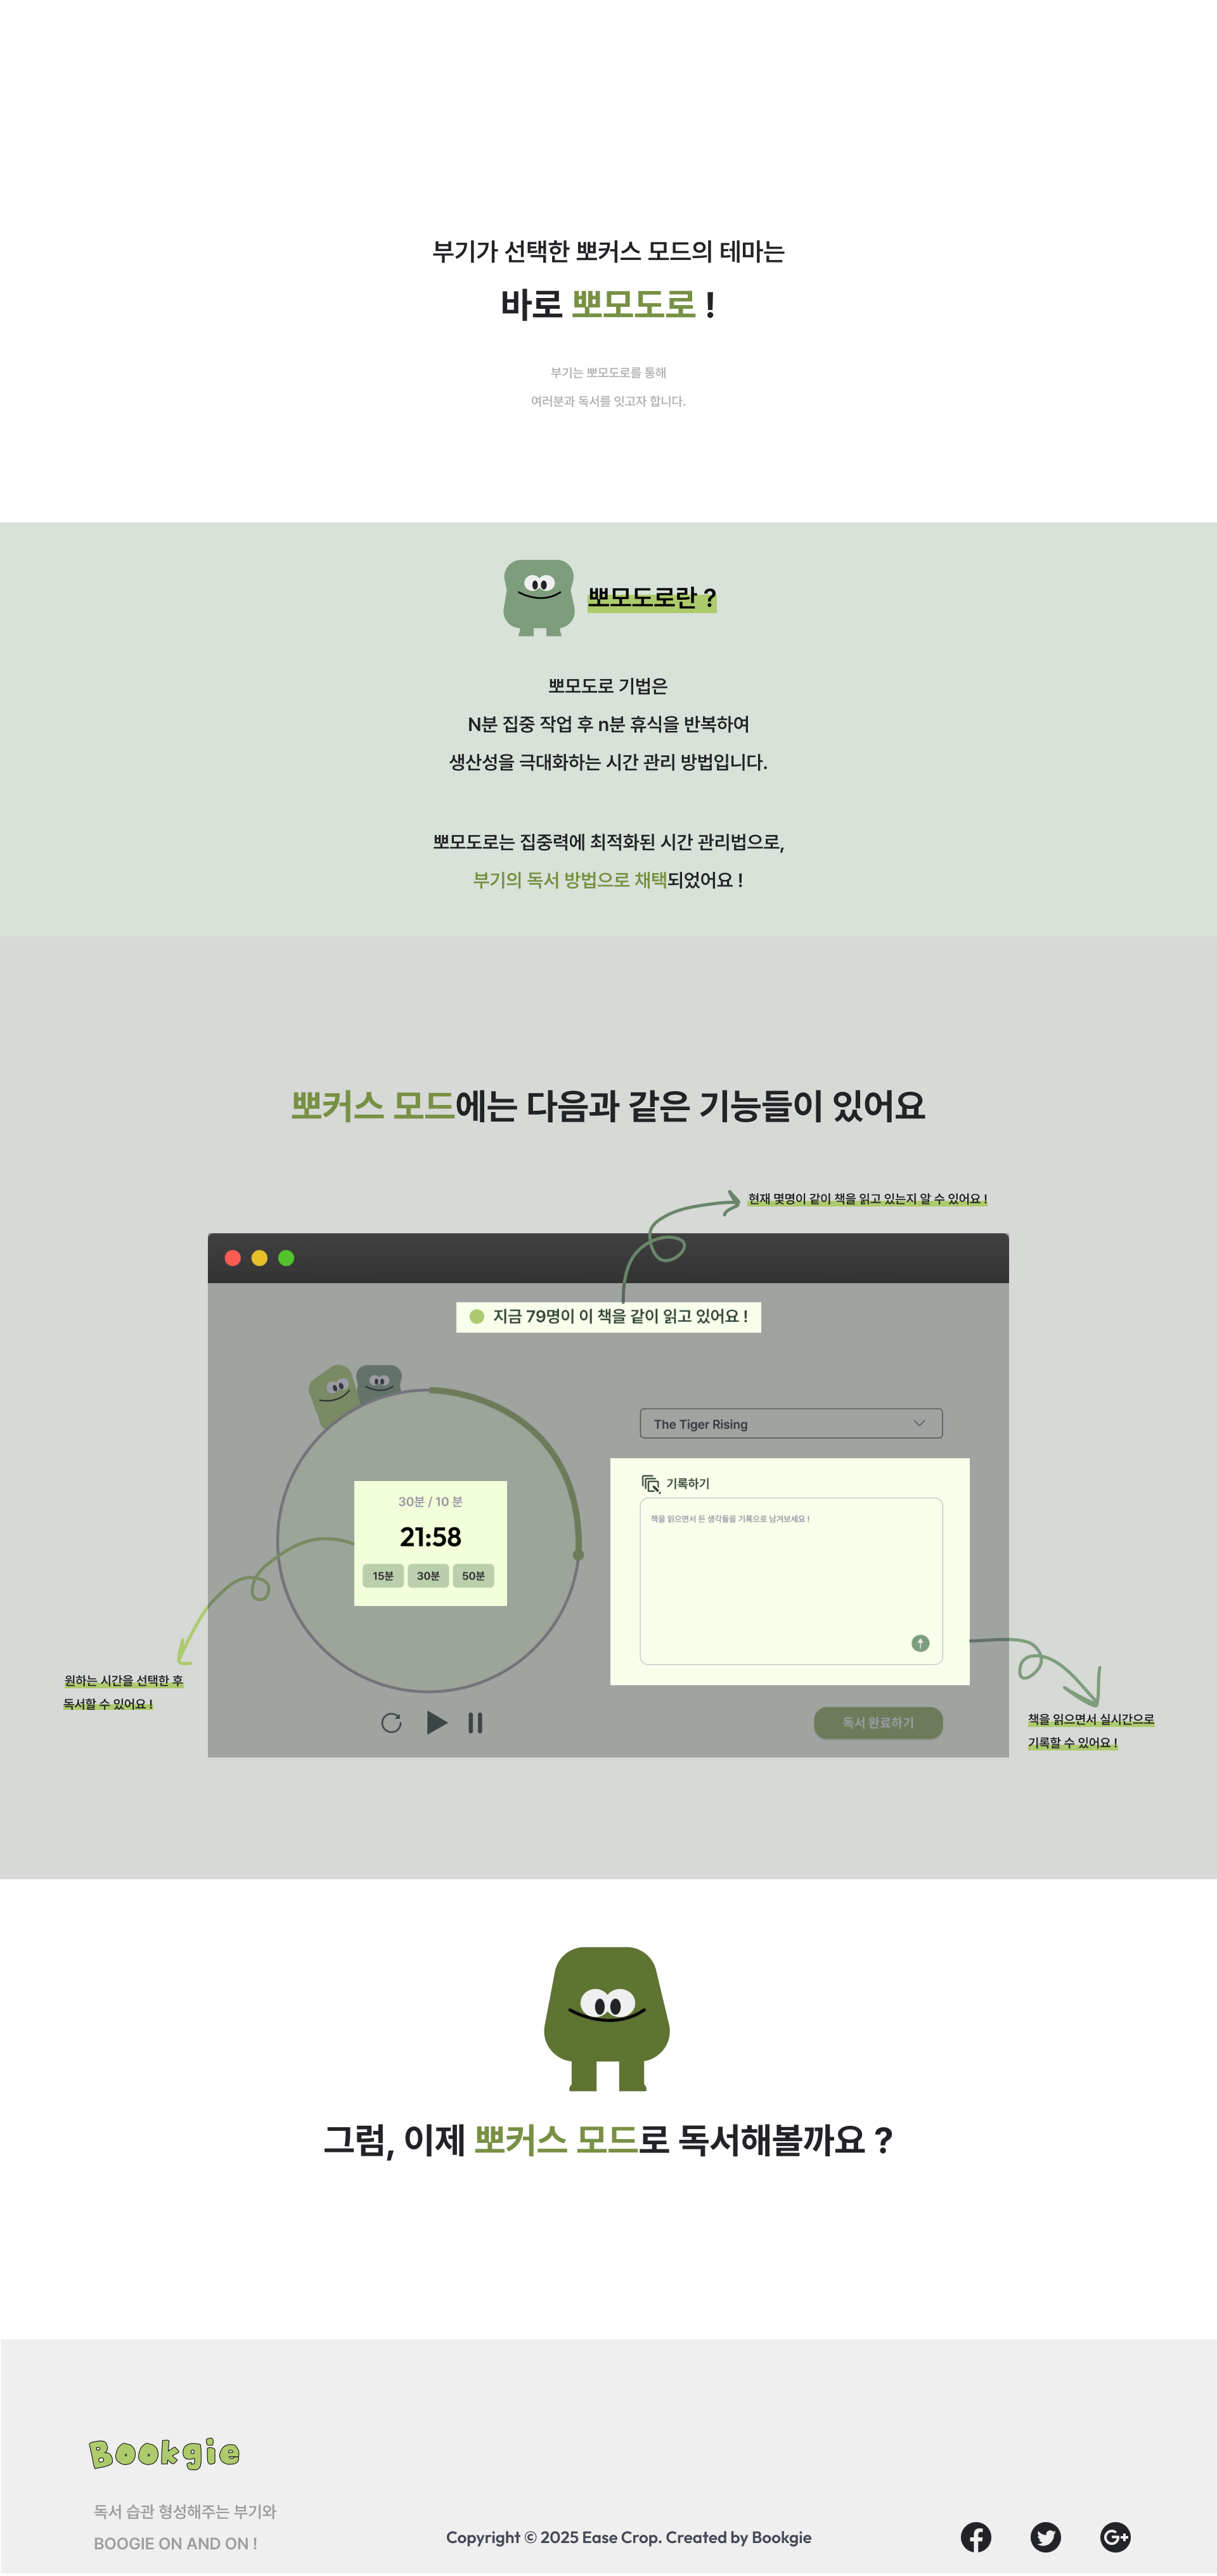 부기가 선택한 뽀커스 모드의 테마는
바로 뽀모도로 !
부기는 뽀모도로를 통해
여러분과 독서를 잇고자 합니다.
뽀모도로란 ?
뽀모도로 기법은
N분 집중 작업 후 n분 휴식을 반복하여
생산성을 극대화하는 시간 관리 방법입니다.
뽀모도로는 집중력에 최적화된 시간 관리법으로,
부기의 독서 방법으로 채택되었어요 !
뽀커스 모드에는 다음과 같은 기능들이 있어요
현재 몇명이 같이 책을 읽고 있는지 알 수 있어요 !
지금 79명이 이 책을 같이 읽고 있어요 !
The Tiger Rising
기록하기
책을 읽으면서 든 생각들을 기록으로 남겨보세요 !
30분 / 10 분
21:58
15분 30분 50분
원하는 시간을 선택한 후
독서할 수 있어요 !
독서 완료하기
책을 읽으면서 실시간으로
기록할 수 있어요 !
그럼, 이제 뽀커스 모드로 독서해볼까요 ?
Bookgie
독서 습관 형성해주는 부기와
BOOGIE ON AND ON !
Copyright © 2025 Ease Crop. Created by Bookgie